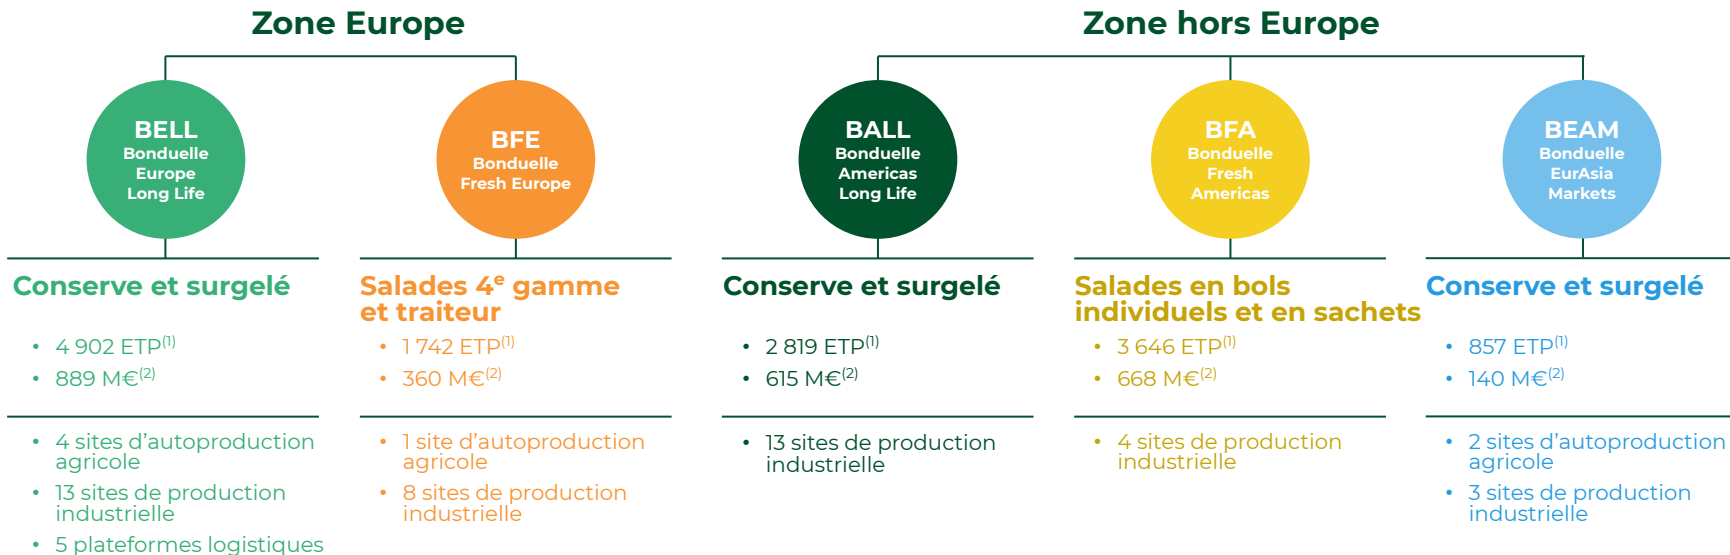 Zone Europe
Zone hors Europe
BELL
Bonduelle
Europe
Long Life
BFE
Bonduelle
Fresh Europe
BALL
Bonduelle
Americas
Long Life
BFA
Bonduelle
Fresh
Americas
BEAM
Bonduelle
EurAsia
Markets
Conserve et surgelé
• 4 902 ETP(1)
• 889 M€(2)
• 4 sites d’autoproduction
agricole
• 13 sites de production
industrielle
• 5 plateformes logistiques
Salades 4e gamme
et traiteur
• 1 742 ETP(1)
• 360 M€(2)
• 1 site d’autoproduction
agricole
• 8 sites de production
industrielle
Conserve et surgelé
• 2 819 ETP(1)
• 615 M€(2)
• 13 sites de production
industrielle
Salades en bols
individuels et en sachets
• 3 646 ETP(1)
• 668 M€(2)
• 4 sites de production
industrielle
Conserve et surgelé
• 857 ETP(1)
• 140 M€(2)
• 2 sites d’autoproduction
agricole
• 3 sites de production
industrielle